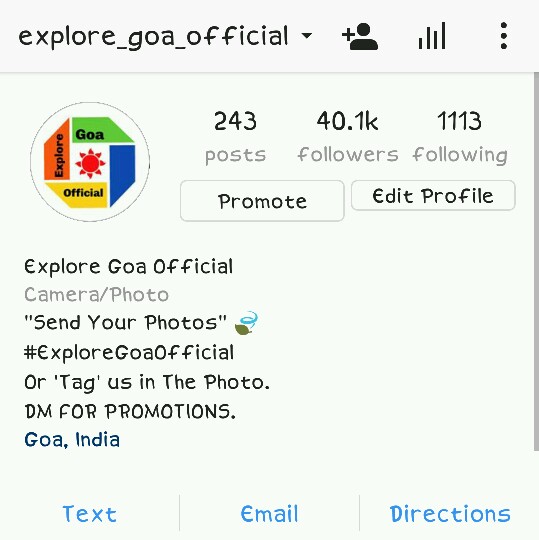 explore_goa_official
Explore
Goa
Official
243 40.1k 1113
posts followers following
Promote Edit Profile
Explore Goa Official
Camera/Photo
"Send Your Photos" 🍃
#ExploreGoaOfficial
Or 'Tag' us in The Photo.
DM FOR PROMOTIONS.
Goa, India
Text Email Directions